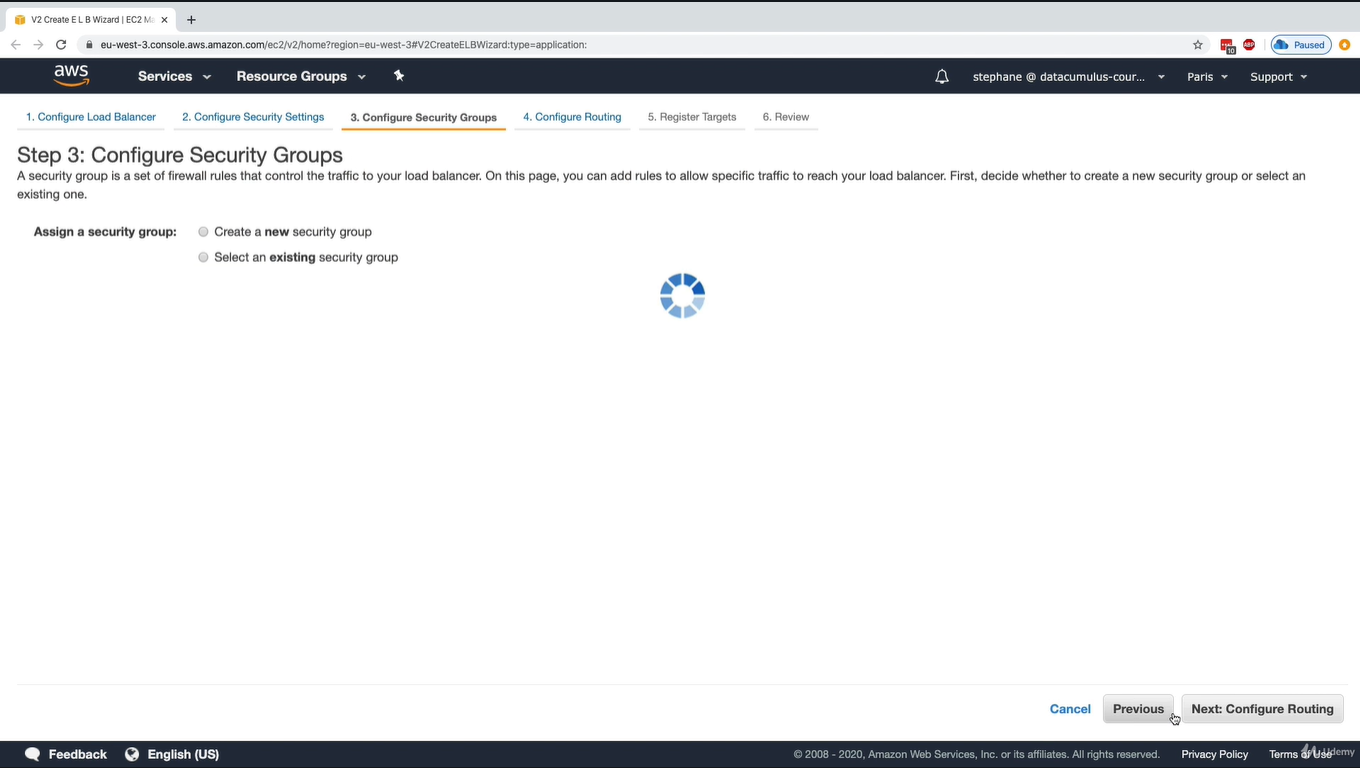 V2 Create E L B Wizard | EC2 Ma
eu-west-3.console.aws.amazon.com/ec2/v2/home?region=eu-west-3#V2CreateELBWizard:type=application:
10
ABP
Paused
aws
Services
Resource Groups
stephane @ datacumulus-cour...
Paris
Support
1. Configure Load Balancer
2. Configure Security Settings
3. Configure Security Groups
4. Configure Routing
5. Register Targets
6. Review
Step 3: Configure Security Groups
A security group is a set of firewall rules that control the traffic to your load balancer. On this page, you can add rules to allow specific traffic to reach your load balancer. First, decide whether to create a new security group or select an
existing one.
Assign a security group:
Create a new security group
Select an existing security group
Cancel
Previous
Next: Configure Routing
Feedback
English (US)
© 2008 - 2020, Amazon Web Services, Inc. or its affiliates. All rights reserved.
Privacy Policy
Terms of Use
Udemy